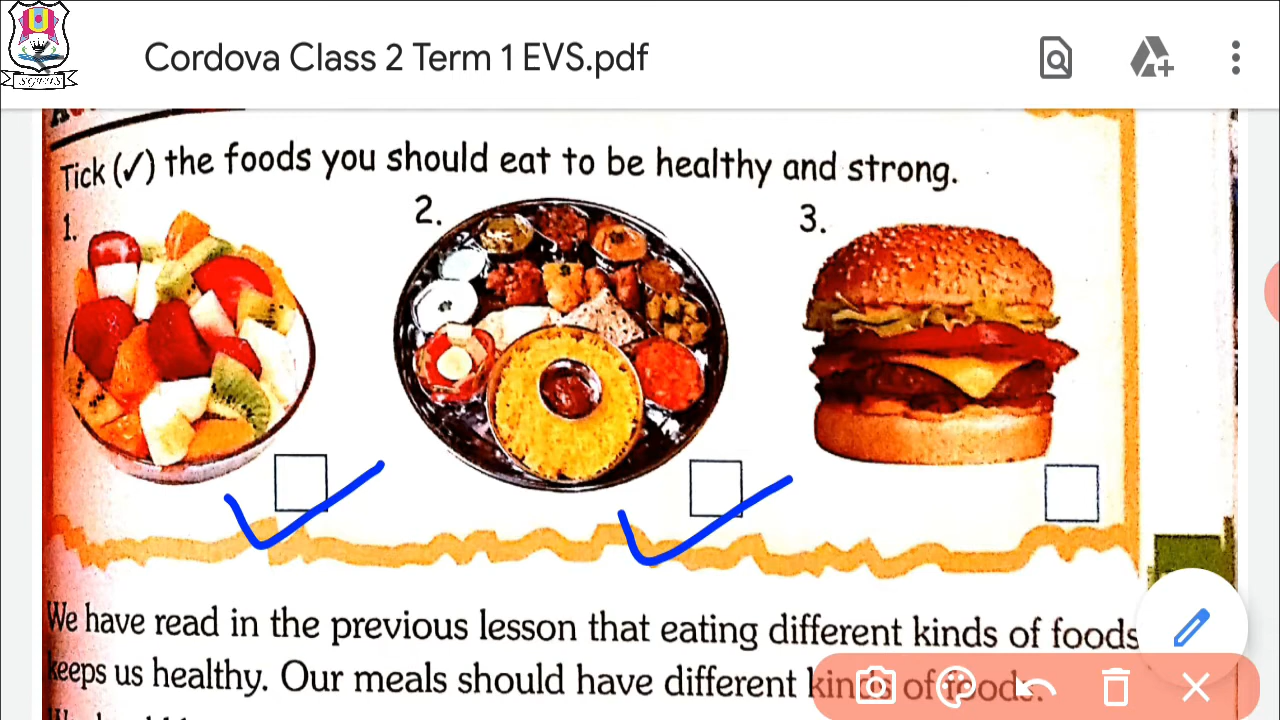 Cordova Class 2 Term 1 EVS.pdf
Tick (✓) the foods you should eat to be healthy and strong.
1.
2.
3.
We have read in the previous lesson that eating different kinds of foods
keeps us healthy. Our meals should have different kinds of foods.